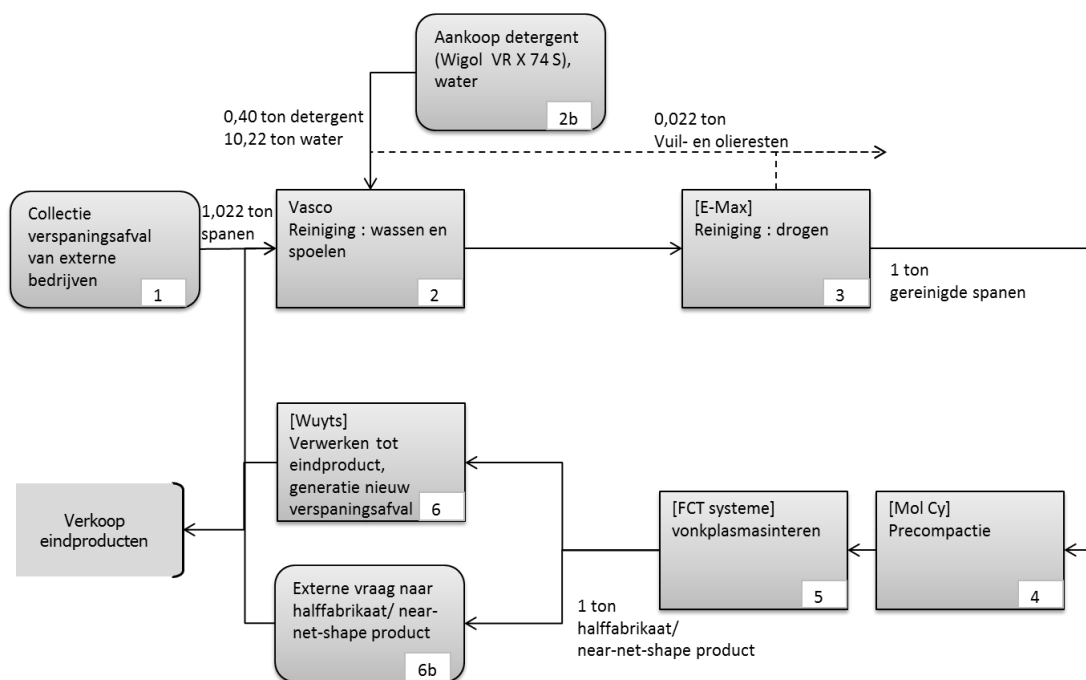 Aankoop detergent
(Wigol VR X 74 S),
water
2b
0,40 ton detergent
10,22 ton water
0,022 ton
Vuil- en olieresten
Collectie
verspaningsafval
van externe
bedrijven
1
1,022 ton
spanen
Vasco
Reiniging : wassen en
spoelen
2
[E-Max]
Reiniging : drogen
3
1 ton
gereinigde spanen
[Wuyts]
Verwerken tot
eindproduct,
generatie nieuw
verspaningsafval
6
Verkoop
eindproducten
[FCT systeme]
vonkplasmasinteren
5
[Mol Cy]
Precompactie
4
Externe vraag naar
halffabrikaat/ near-
net-shape product
6b
1 ton
halffabrikaat/
near-net-shape product